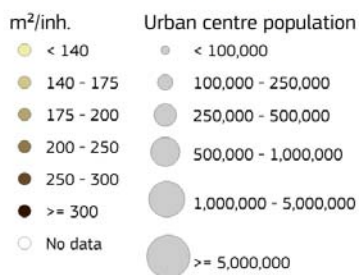 m²/inh.
< 140
140 - 175
175 - 200
200 - 250
250 - 300
>= 300
No data
Urban centre population
< 100,000
100,000 - 250,000
250,000 - 500,000
500,000 - 1,000,000
1,000,000 - 5,000,000
>= 5,000,000